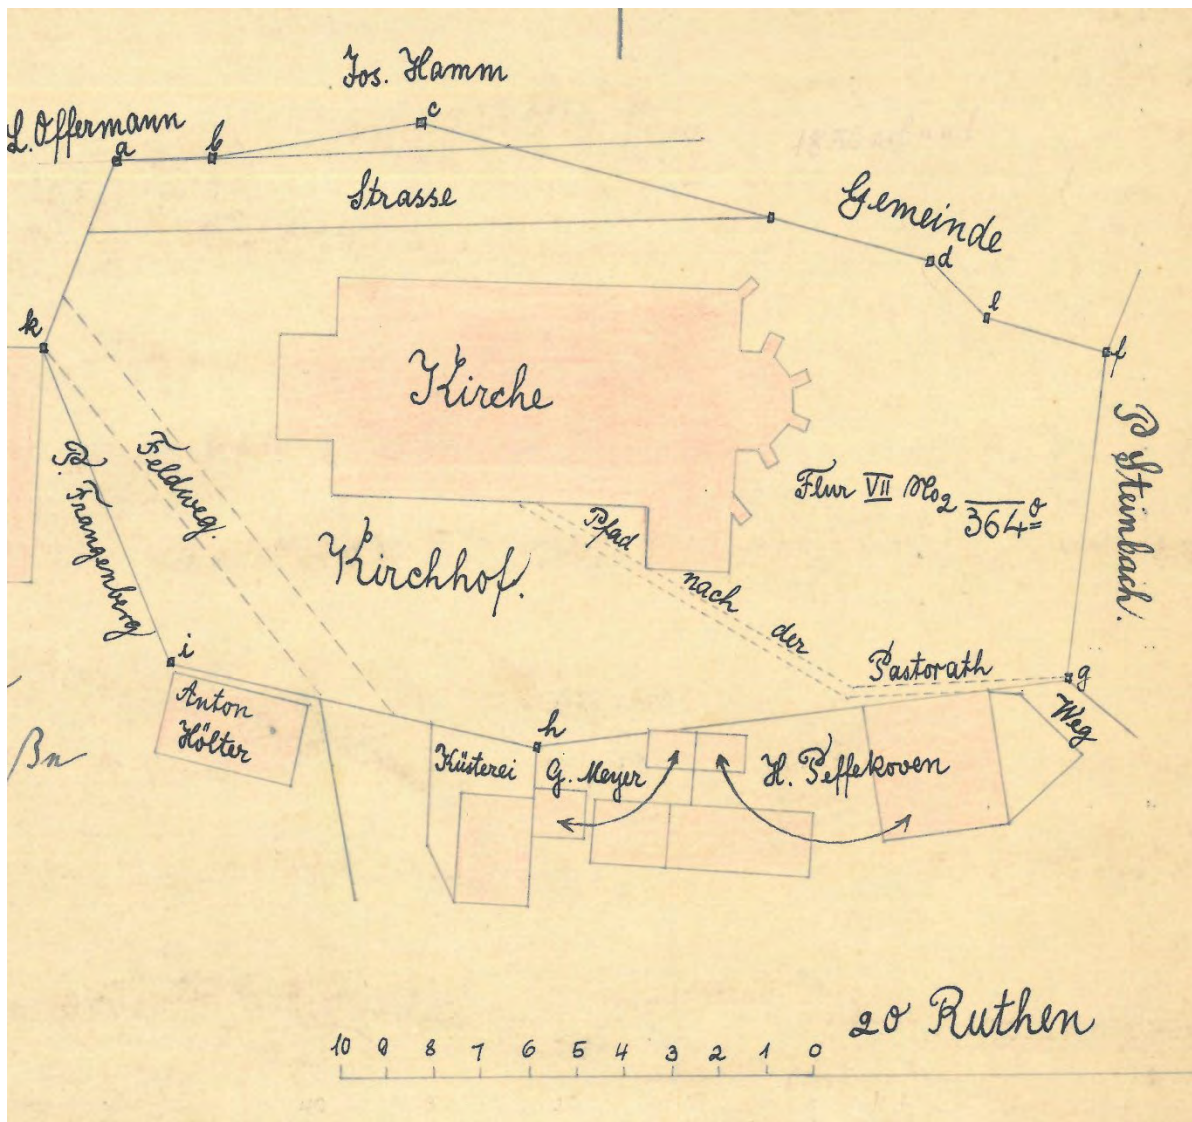 Jos. Hamm
L. Offermann
a
b
c
Strasse
Gemeinde
d
e
f
k
Kirche
P. Frangenberg
Feldweg.
Flur VII No 2 364
P Steinbach.
Kirchhof.
Pfad nach der Pastorath
i
g
Weg
Anton
Hölter
h
Küsterei
G. Meyer
H. Peffekoven
Bn
20 Ruthen
10 9 8 7 6 5 4 3 2 1 0